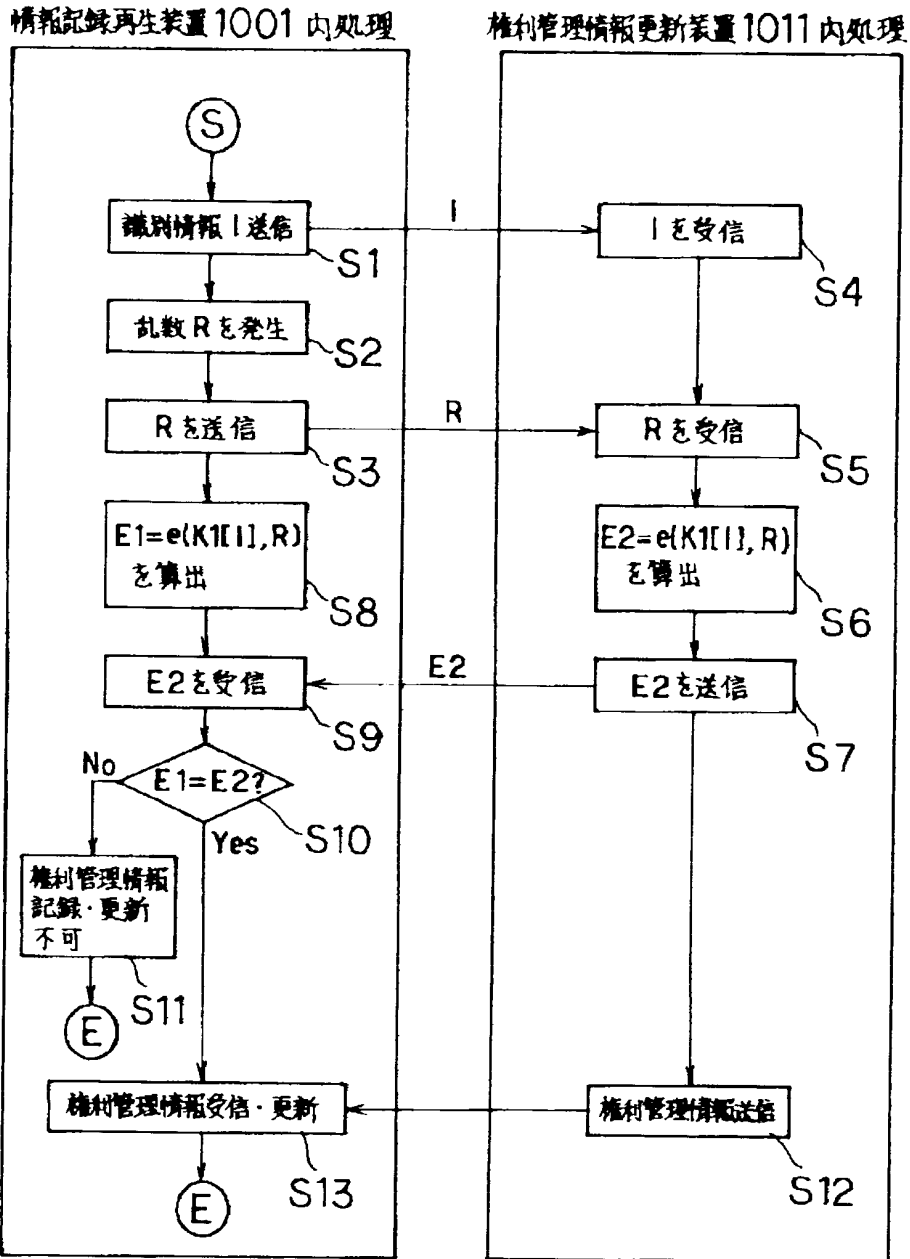 情報記録再生装置1001内処理
権利管理情報更新装置1011内処理
S
識別情報I送信
S1
I
Iを受信
S4
乱数Rを発生
S2
Rを送信
S3
R
Rを受信
S5
E1=e(K1[I],R)
を算出
S8
E2=e(K1[I],R)
を算出
S6
E2を受信
S9
E2
E2を送信
S7
E1=E2?
S10
No
Yes
権利管理情報
記録・更新
不可
S11
E
権利管理情報受信・更新
S13
権利管理情報送信
S12
E